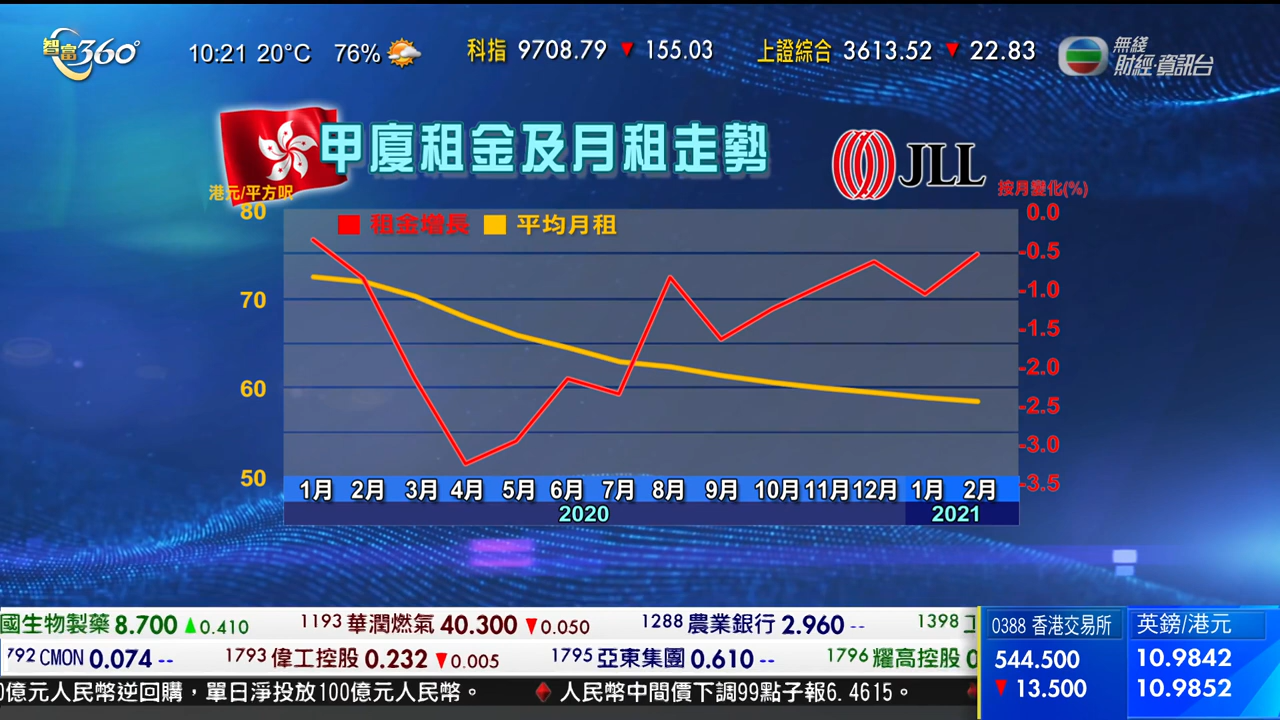 智富360°
10:21 20°C 76%
科指 9708.79 ▼ 155.03
上證綜合 3613.52 ▼ 22.83
無綫
財經·資訊台
甲廈租金及月租走勢
JLL
港元/平方呎
按月變化(%)
租金增長 平均月租
80
70
60
50
0.0
-0.5
-1.0
-1.5
-2.0
-2.5
-3.0
-3.5
1月 2月 3月 4月 5月 6月 7月 8月 9月 10月 11月 12月 1月 2月
2020 2021
國生物製藥 8.700 ▲0.410 1193 華潤燃氣 40.300 ▼0.050 1288 農業銀行 2.960 -- 1398
792 CMON 0.074 -- 1793 偉工控股 0.232 ▼0.005 1795 亞東集團 0.610 -- 1796 耀高控股
0億元人民幣逆回購，單日淨投放100億元人民幣。 人民幣中間價下調99點子報6.4615。
0388 香港交易所
544.500
▼ 13.500
英鎊/港元
10.9842
10.9852